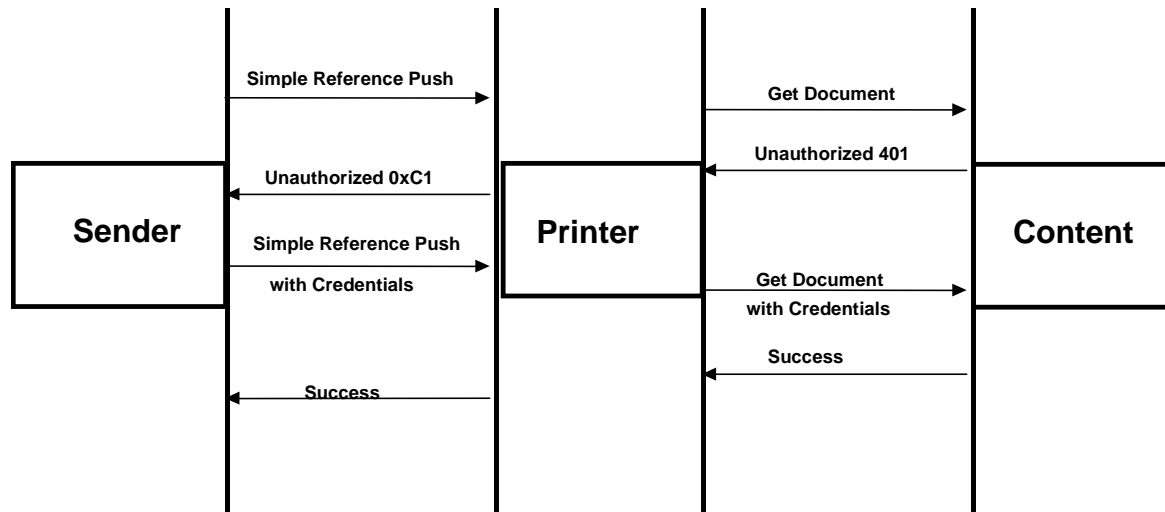 Simple Reference Push
Get Document
Unauthorized 401
Unauthorized 0xC1
Sender
Printer
Content
Simple Reference Push
with Credentials
Get Document
with Credentials
Success
Success